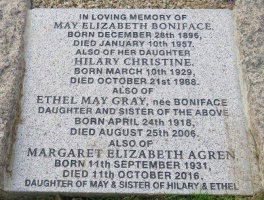 IN LOVING MEMORY OF
MAY ELIZABETH BONIFACE,
BORN DECEMBER 28th 1896,
DIED JANUARY 10th 1957.
ALSO OF HER DAUGHTER
HILARY CHRISTINE.
BORN MARCH 10th 1929,
DIED OCTOBER 21st 1968.
ALSO OF
ETHEL MAY GRAY, née BONIFACE
DAUGHTER AND SISTER OF THE ABOVE
BORN APRIL 24th 1918,
DIED AUGUST 25th 2006.
ALSO OF
MARGARET ELIZABETH AGREN
BORN 11th SEPTEMBER 1931,
DIED 11th OCTOBER 2016.
DAUGHTER OF MAY & SISTER OF HILARY & ETHEL